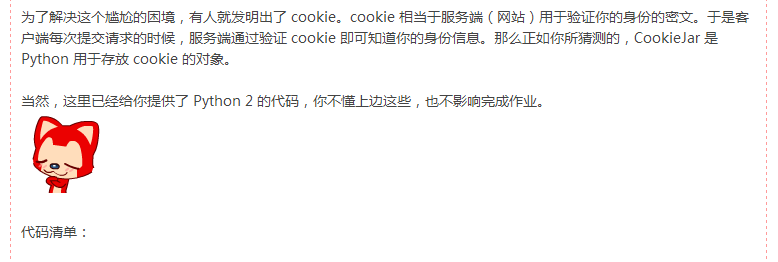 为了解决这个尴尬的困境，有人就发明出了 cookie。cookie 相当于服务端（网站）用于验证你的身份的密文。于是客
户端每次提交请求的时候，服务端通过验证 cookie 即可知道你的身份信息。那么正如你所猜测的，CookieJar 是
Python 用于存放 cookie 的对象。
当然，这里已经给你提供了 Python 2 的代码，你不懂上边这些，也不影响完成作业。
代码清单：